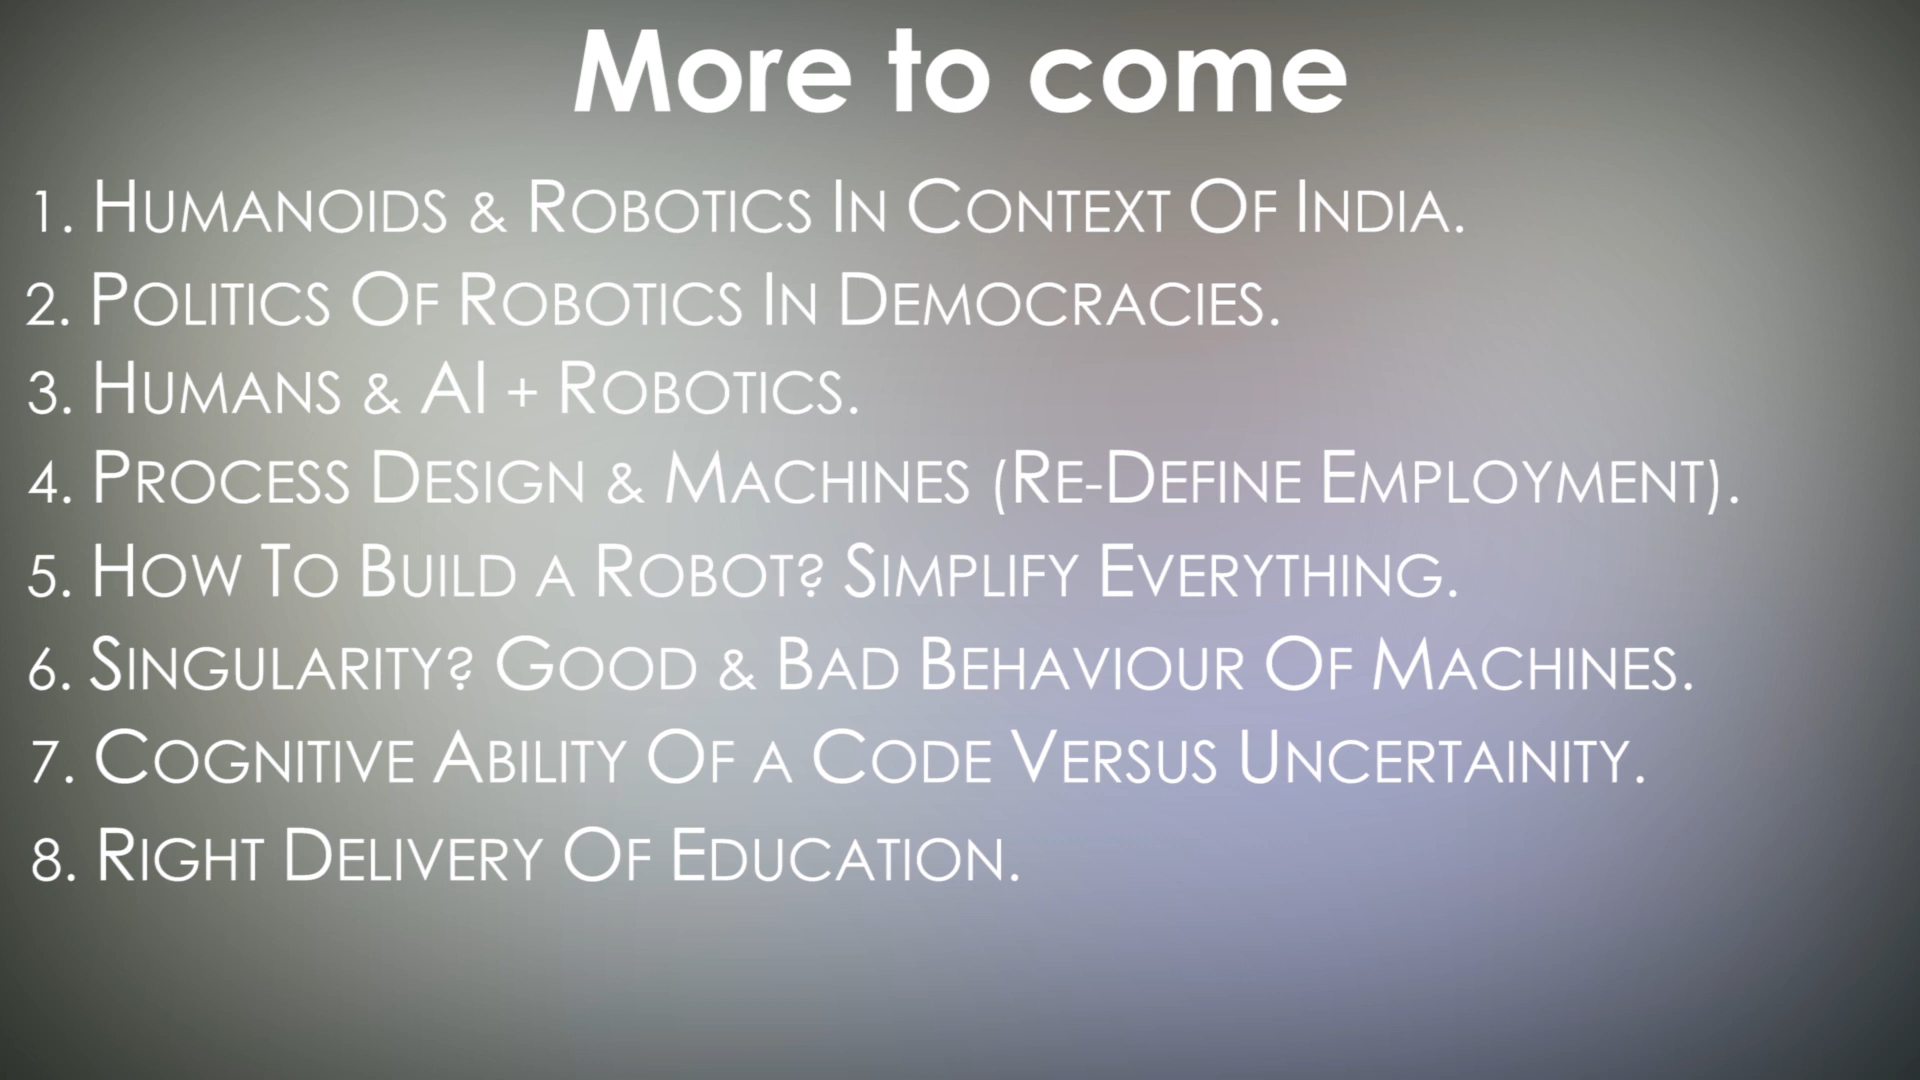 More to come
1. Humanoids & Robotics In Context Of India.
2. Politics Of Robotics In Democracies.
3. Humans & AI + Robotics.
4. Process Design & Machines (Re-Define Employment).
5. How To Build a Robot? Simplify Everything.
6. Singularity? Good & Bad Behaviour Of Machines.
7. Cognitive Ability Of a Code Versus Uncertainity.
8. Right Delivery Of Education.